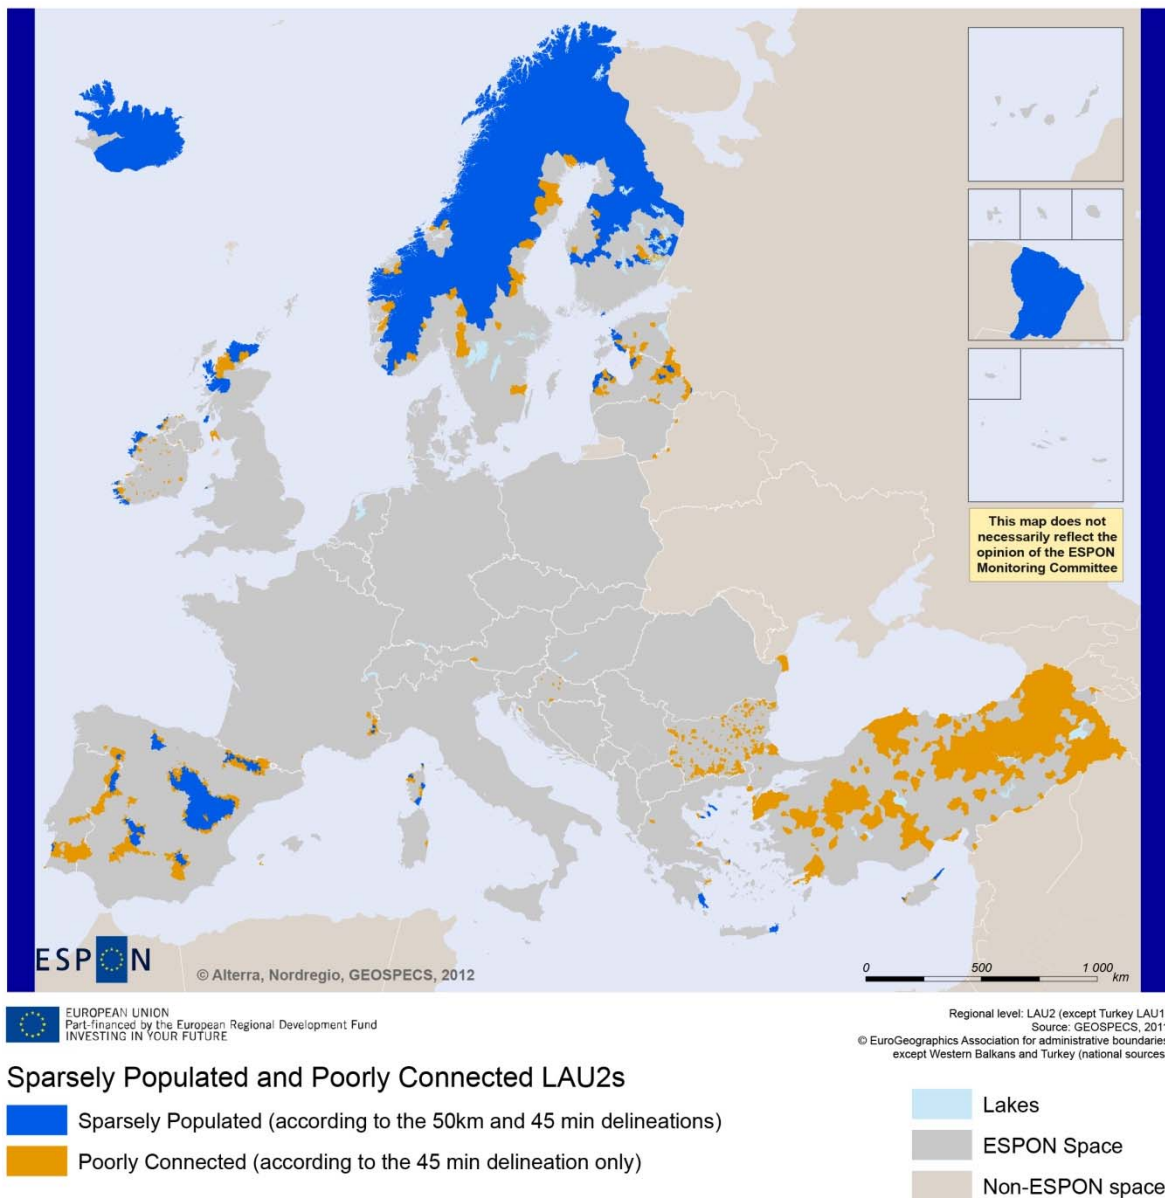 This map does not
necessarily reflect the
opinion of the ESPON
Monitoring Committee
ESPON
© Alterra, Nordregio, GEOSPECS, 2012
0 500 1 000
km
EUROPEAN UNION
Part-financed by the European Regional Development Fund
INVESTING IN YOUR FUTURE
Regional level: LAU2 (except Turkey LAU1
Source: GEOSPECS, 201
© EuroGeographics Association for administrative boundaries
except Western Balkans and Turkey (national sources
Sparsely Populated and Poorly Connected LAU2s
Sparsely Populated (according to the 50km and 45 min delineations)
Poorly Connected (according to the 45 min delineation only)
Lakes
ESPON Space
Non-ESPON space